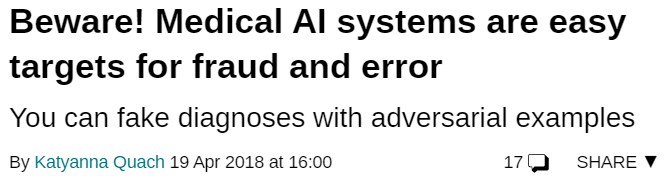 Beware! Medical AI systems are easy
targets for fraud and error
You can fake diagnoses with adversarial examples
By Katyanna Quach 19 Apr 2018 at 16:00 17 SHARE ▼